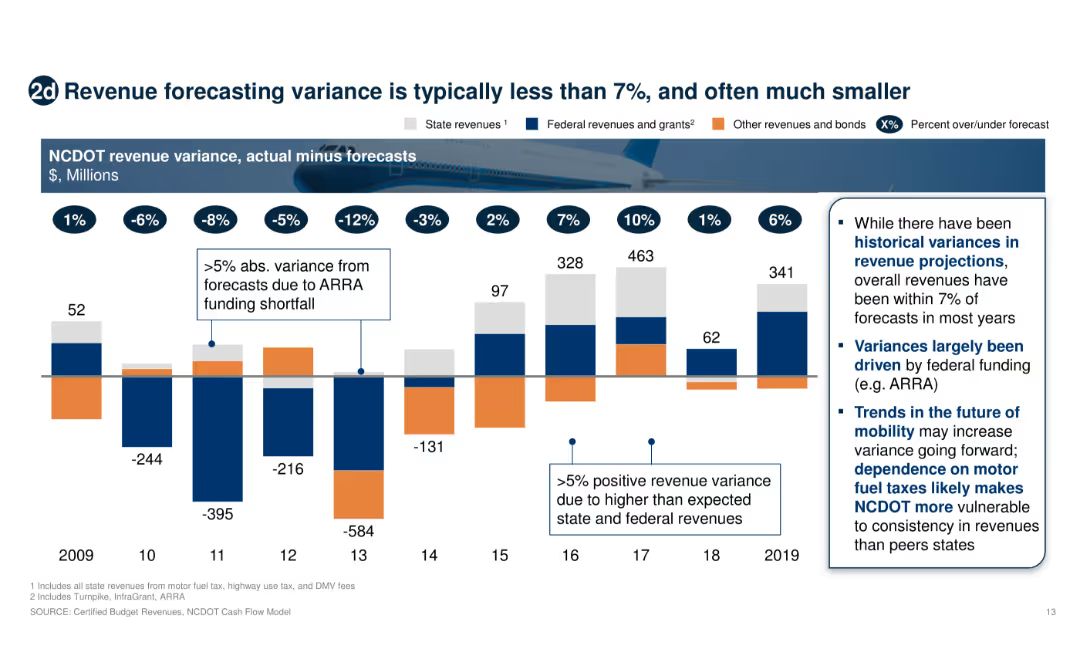 2d Revenue forecasting variance is typically less than 7%, and often much smaller
State revenues 1 Federal revenues and grants2 Other revenues and bonds X% Percent over/under forecast
NCDOT revenue variance, actual minus forecasts
$, Millions
1% -6% -8% -5% -12% -3% 2% 7% 10% 1% 6%
>5% abs. variance from
forecasts due to ARRA
funding shortfall
52
-244
-395
-216
-584
-131
97
328
463
62
341
>5% positive revenue variance
due to higher than expected
state and federal revenues
2009 10 11 12 13 14 15 16 17 18 2019
▪ While there have been
historical variances in
revenue projections,
overall revenues have
been within 7% of
forecasts in most years
▪ Variances largely been
driven by federal funding
(e.g. ARRA)
▪ Trends in the future of
mobility may increase
variance going forward;
dependence on motor
fuel taxes likely makes
NCDOT more vulnerable
to consistency in revenues
than peers states
1 Includes all state revenues from motor fuel tax, highway use tax, and DMV fees
2 Includes Turnpike, InfraGrant, ARRA
SOURCE: Certified Budget Revenues, NCDOT Cash Flow Model
13